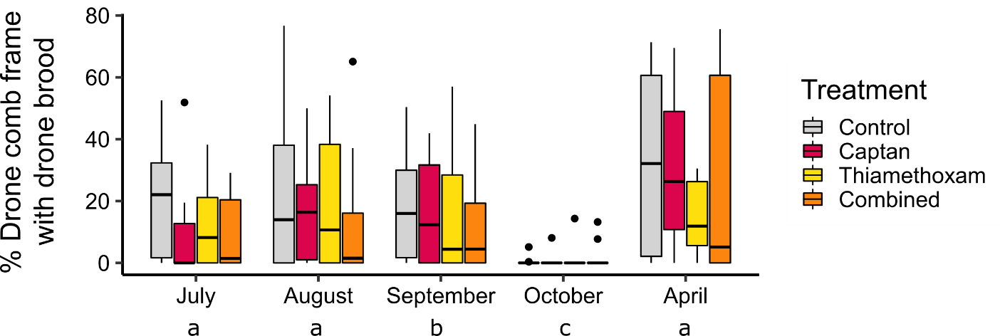 % Drone comb frame
with drone brood
80
60
40
20
0
July August September October April
a a b c a
Treatment
Control
Captan
Thiamethoxam
Combined